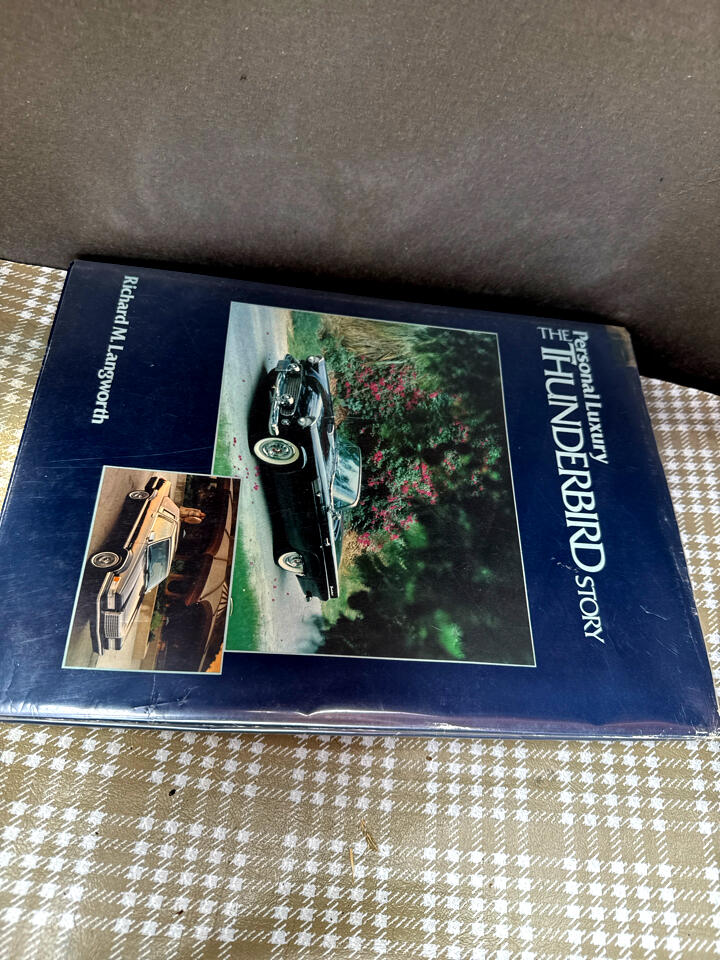 Personal Luxury
THE THUNDERBIRD STORY
Richard M. Langworth